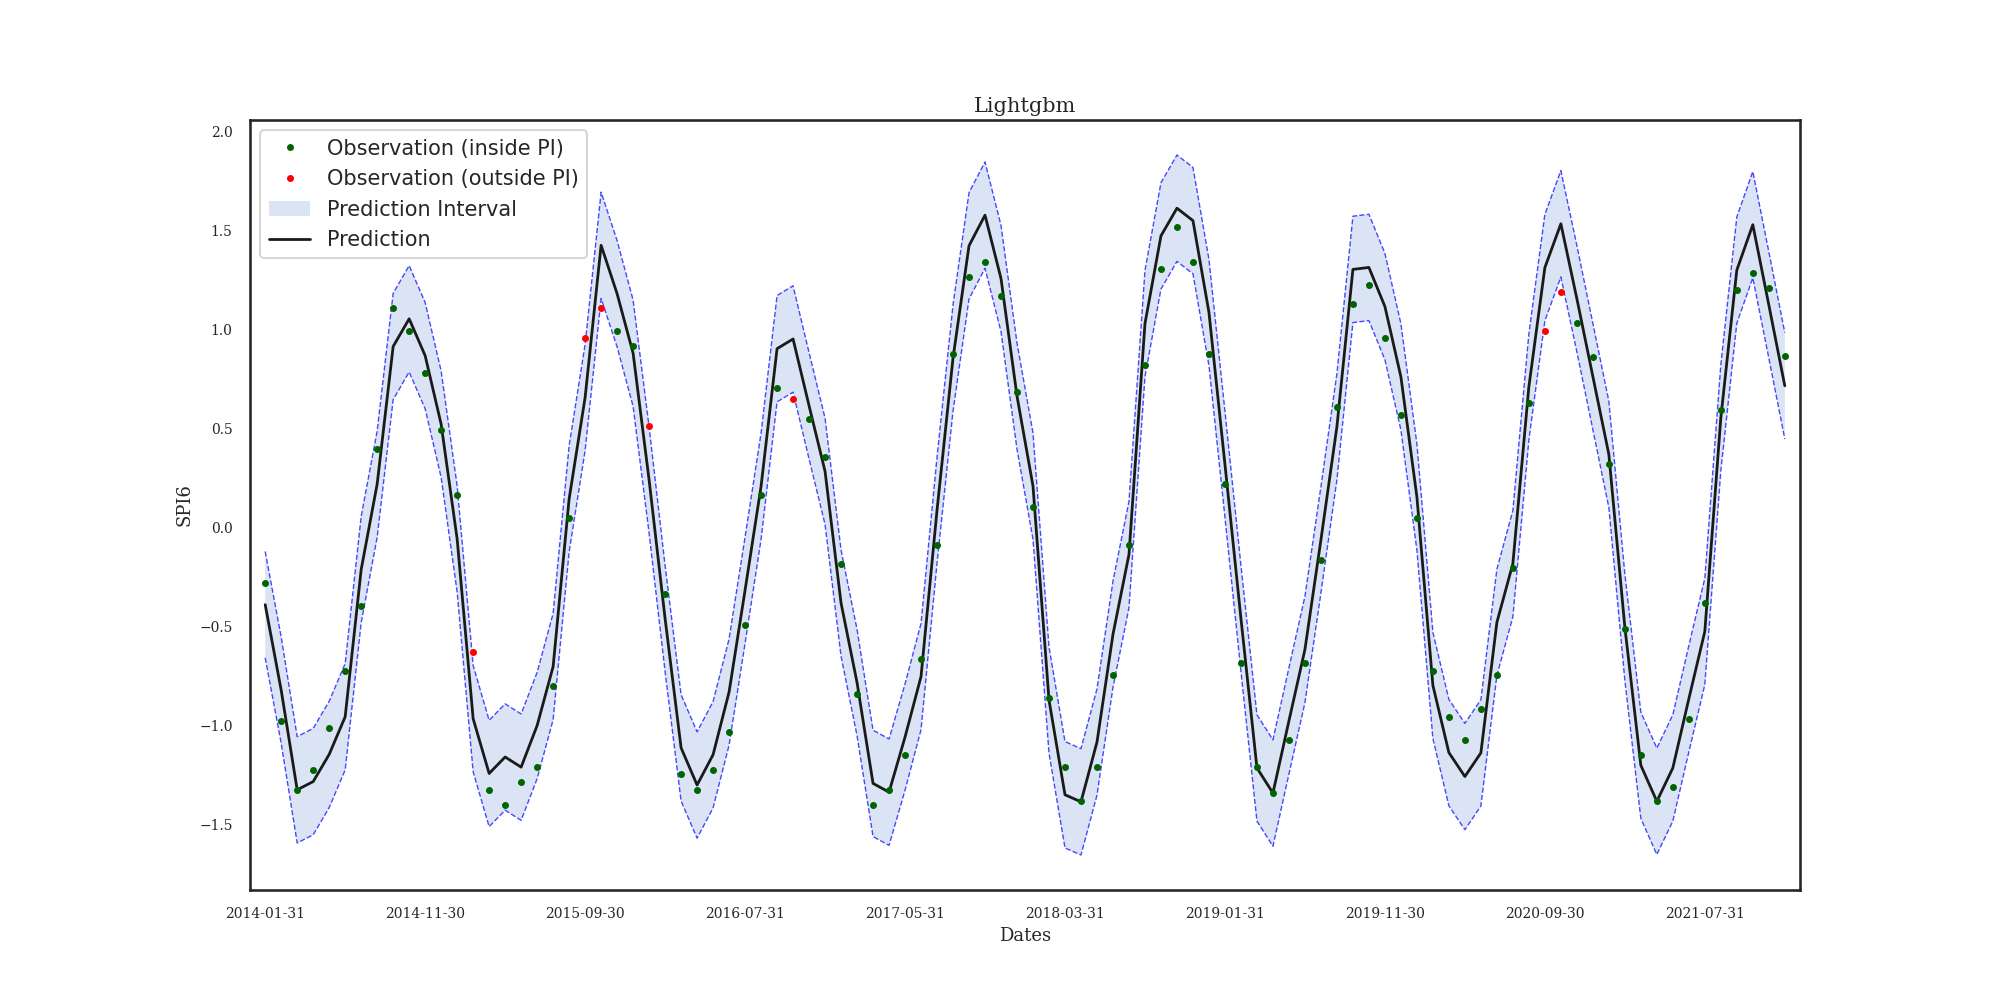 Lightgbm
Observation (inside PI)
Observation (outside PI)
Prediction Interval
Prediction
2.0
1.5
1.0
0.5
0.0
−0.5
−1.0
−1.5
SPI6
2014-01-31 2014-11-30 2015-09-30 2016-07-31 2017-05-31 2018-03-31 2019-01-31 2019-11-30 2020-09-30 2021-07-31
Dates